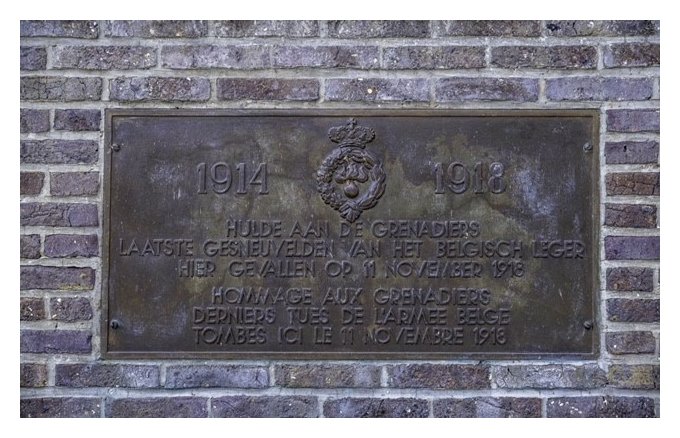 1914 1918
HULDE AAN DE GRENADIERS
LAATSTE GESNEUVELDEN VAN HET BELGISCH LEGER
HIER GEVALLEN OP 11 NOVEMBER 1918
HOMMAGE AUX GRENADIERS
DERNIERS TUES DE L'ARMEE BELGE
TOMBES ICI LE 11 NOVEMBRE 1918